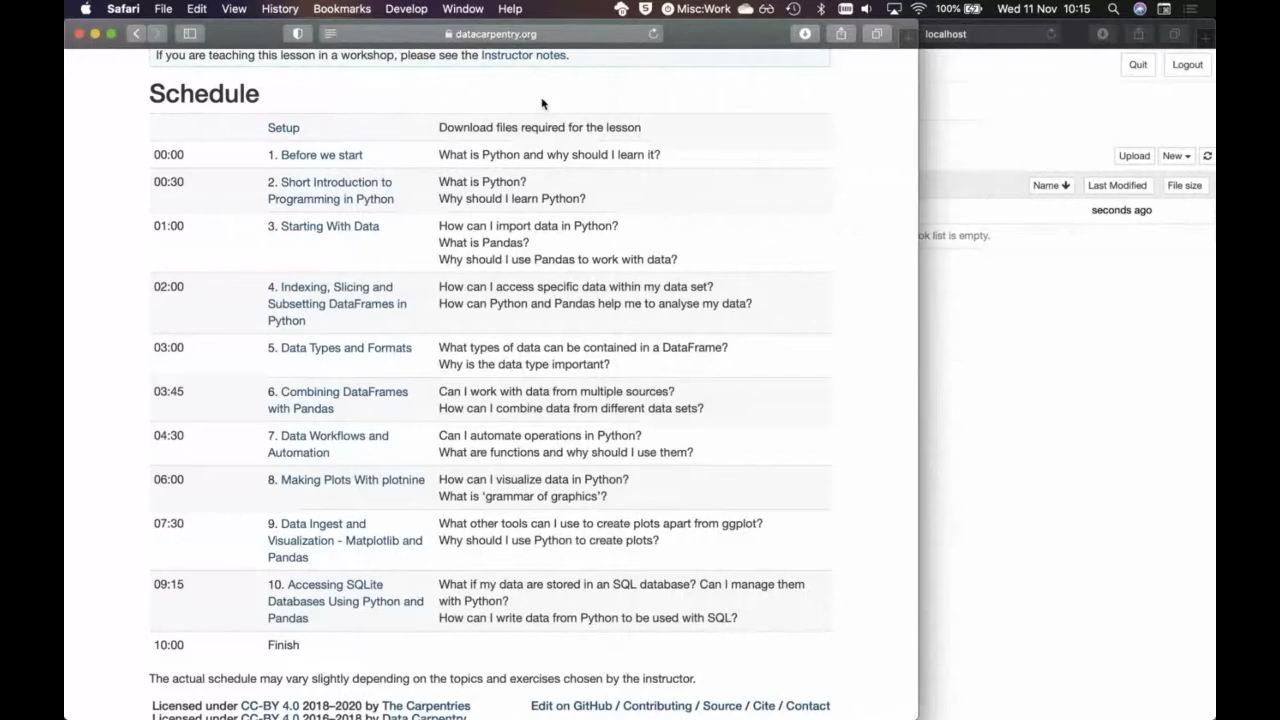 Safari File Edit View History Bookmarks Develop Window Help Misc:Work 100% Wed 11 Nov 10:15
datacarpentry.org
localhost
Quit Logout
If you are teaching this lesson in a workshop, please see the Instructor notes.
Schedule
Setup Download files required for the lesson
00:00 1. Before we start What is Python and why should I learn it?
00:30 2. Short Introduction to What is Python?
Programming in Python Why should I learn Python?
01:00 3. Starting With Data How can I import data in Python?
What is Pandas?
Why should I use Pandas to work with data?
02:00 4. Indexing, Slicing and How can I access specific data within my data set?
Subsetting DataFrames in How can Python and Pandas help me to analyse my data?
Python
03:00 5. Data Types and Formats What types of data can be contained in a DataFrame?
Why is the data type important?
03:45 6. Combining DataFrames Can I work with data from multiple sources?
with Pandas How can I combine data from different data sets?
04:30 7. Data Workflows and Can I automate operations in Python?
Automation What are functions and why should I use them?
06:00 8. Making Plots With plotnine How can I visualize data in Python?
What is ‘grammar of graphics’?
07:30 9. Data Ingest and What other tools can I use to create plots apart from ggplot?
Visualization - Matplotlib and Why should I use Python to create plots?
Pandas
09:15 10. Accessing SQLite What if my data are stored in an SQL database? Can I manage them
Databases Using Python and with Python?
Pandas How can I write data from Python to be used with SQL?
10:00 Finish
The actual schedule may vary slightly depending on the topics and exercises chosen by the instructor.
Licensed under CC-BY 4.0 2018–2020 by The Carpentries Edit on GitHub / Contributing / Source / Cite / Contact
Licensed under CC-BY 4.0 2016–2018 by Data Carpentry
Upload New
Name Last Modified File size
seconds ago
ok list is empty.